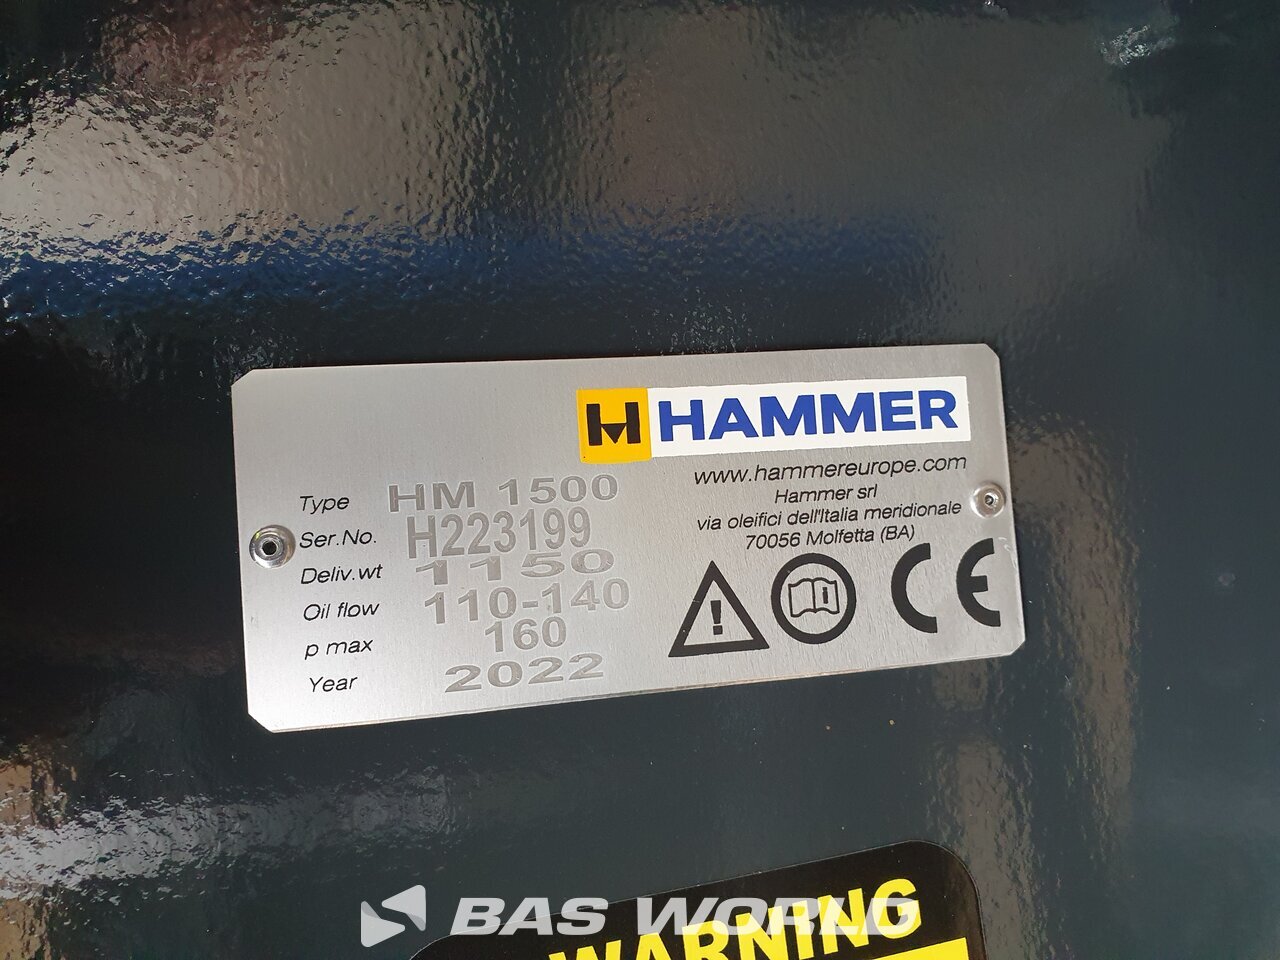 HAMMER
www.hammereurope.com
Hammer srl
via oleifici dell'Italia meridionale
70056 Molfetta (BA)
Type HM 1500
Ser.No. H223199
Deliv.wt 1150
Oil flow 110-140
p max 160
Year 2022
CE
WARNING
BAS WORLD